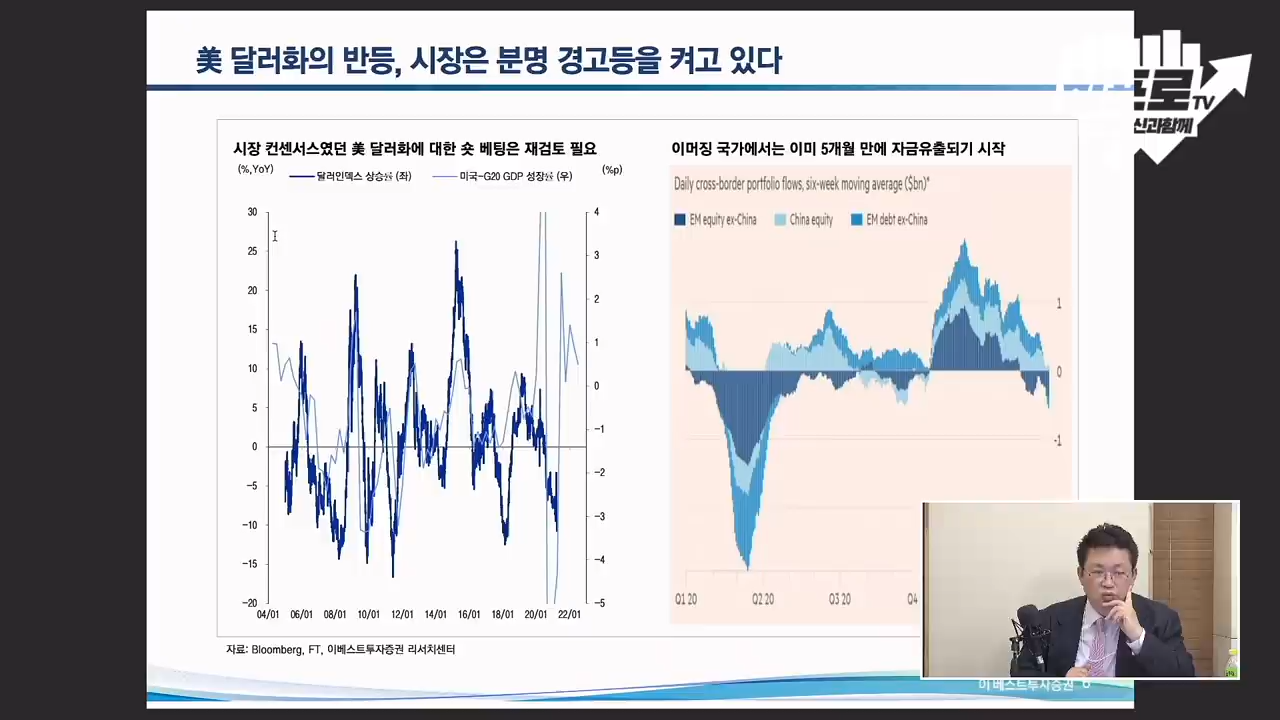 美 달러화의 반등, 시장은 분명 경고등을 켜고 있다
프로TV
신과함께
시장 컨센서스였던 美 달러화에 대한 숏 베팅은 재검토 필요
(%,YoY)
달러인덱스 상승률 (좌)
미국-G20 GDP 성장률 (우)
(%p)
30
25
20
15
10
5
0
-5
-10
-15
-20
4
3
2
1
0
-1
-2
-3
-4
-5
04/01 06/01 08/01 10/01 12/01 14/01 16/01 18/01 20/01 22/01
이머징 국가에서는 이미 5개월 만에 자금유출되기 시작
Daily cross-border portfolio flows, six-week moving average ($bn)*
EM equity ex-China
China equity
EM debt ex-China
1
0
-1
Q1 20 Q2 20 Q3 20 Q4
자료: Bloomberg, FT, 이베스트투자증권 리서치센터
이베스트투자증권